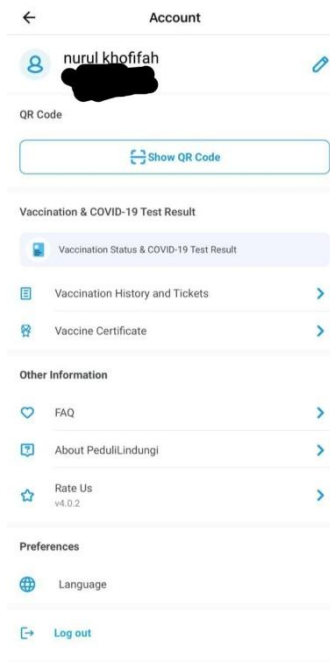 Account
nurul khofifah
QR Code
Show QR Code
Vaccination & COVID-19 Test Result
Vaccination Status & COVID-19 Test Result
Vaccination History and Tickets
Vaccine Certificate
Other Information
FAQ
About PeduliLindungi
Rate Us
v4.0.2
Preferences
Language
Log out